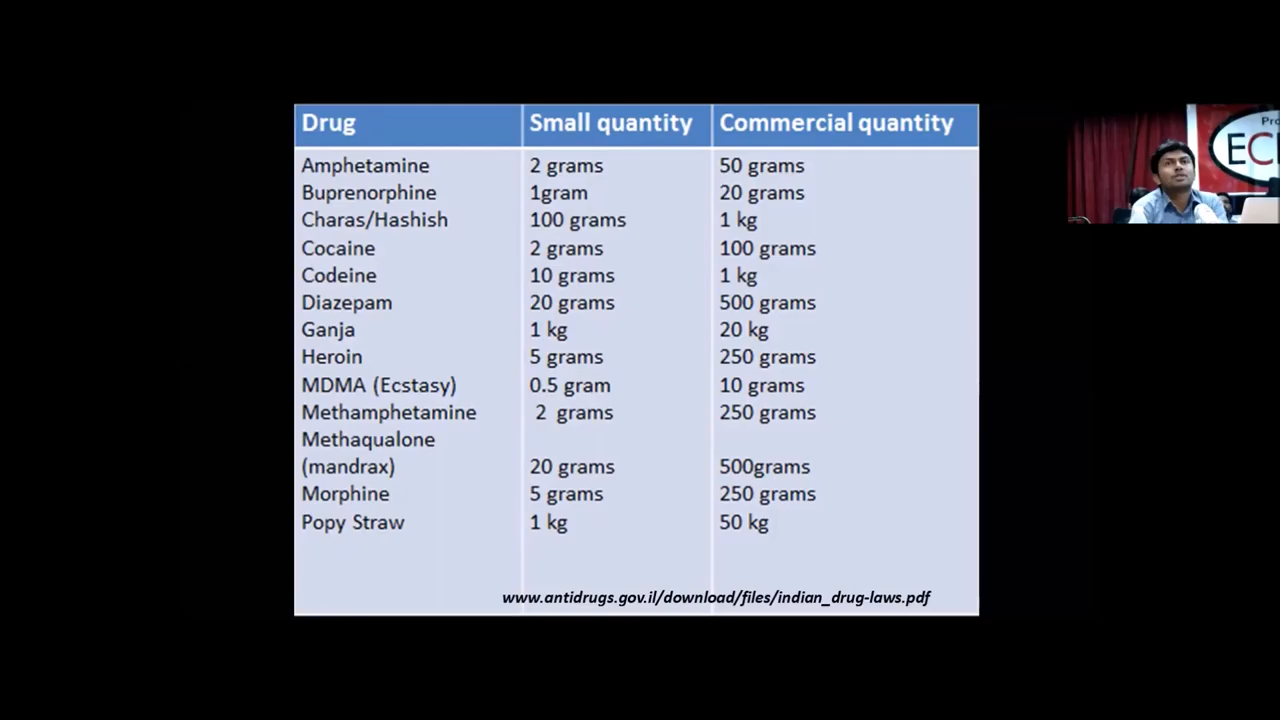 Drug Small quantity Commercial quantity
Amphetamine 2 grams 50 grams
Buprenorphine 1gram 20 grams
Charas/Hashish 100 grams 1 kg
Cocaine 2 grams 100 grams
Codeine 10 grams 1 kg
Diazepam 20 grams 500 grams
Ganja 1 kg 20 kg
Heroin 5 grams 250 grams
MDMA (Ecstasy) 0.5 gram 10 grams
Methamphetamine 2 grams 250 grams
Methaqualone
(mandrax) 20 grams 500grams
Morphine 5 grams 250 grams
Popy Straw 1 kg 50 kg
www.antidrugs.gov.il/download/files/indian_drug-laws.pdf